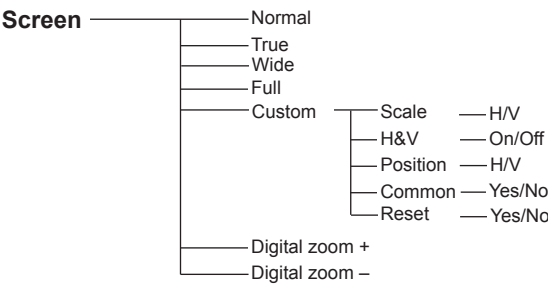 Screen Normal
True
Wide
Full
Custom Scale H/V
H&V On/Off
Position H/V
Common Yes/No
Reset Yes/No
Digital zoom +
Digital zoom –